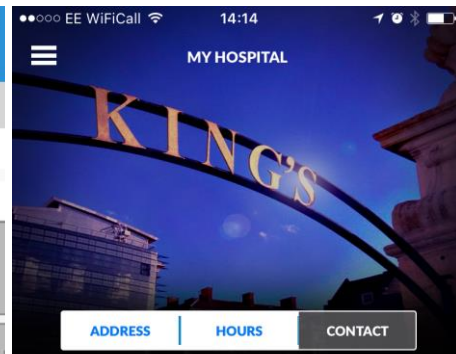 EE WiFiCall 14:14
MY HOSPITAL
KING'S
ADDRESS HOURS CONTACT